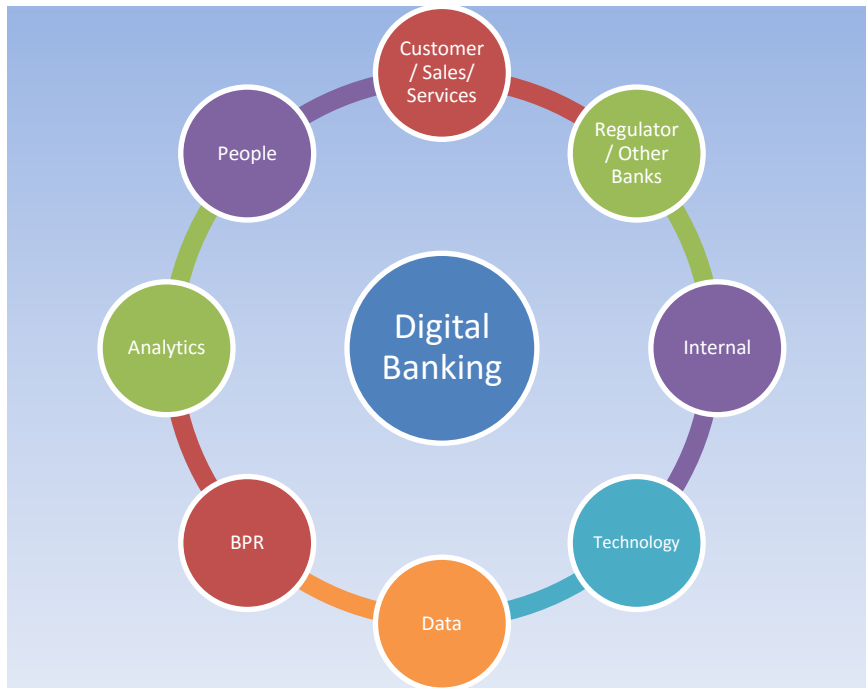 Customer
/ Sales/
Services
Regulator
/ Other
Banks
Internal
Technology
Data
BPR
Analytics
People
Digital
Banking